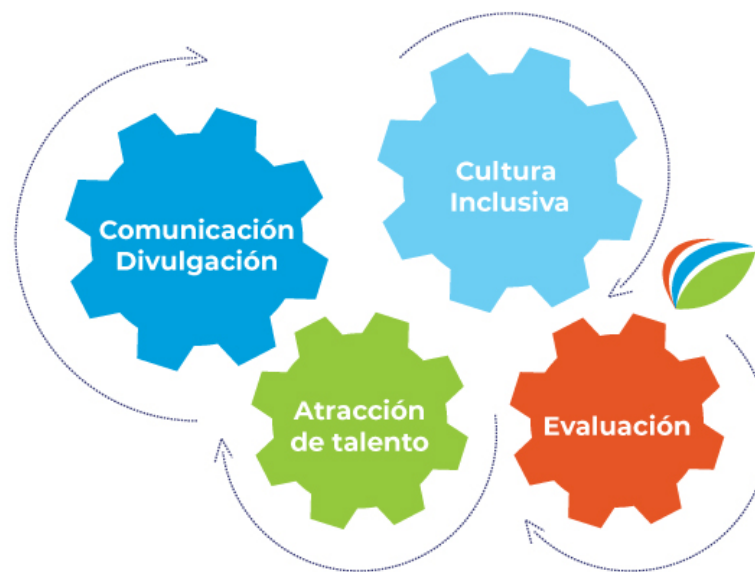 Comunicación
Divulgación
Cultura
Inclusiva
Atracción
de talento
Evaluación